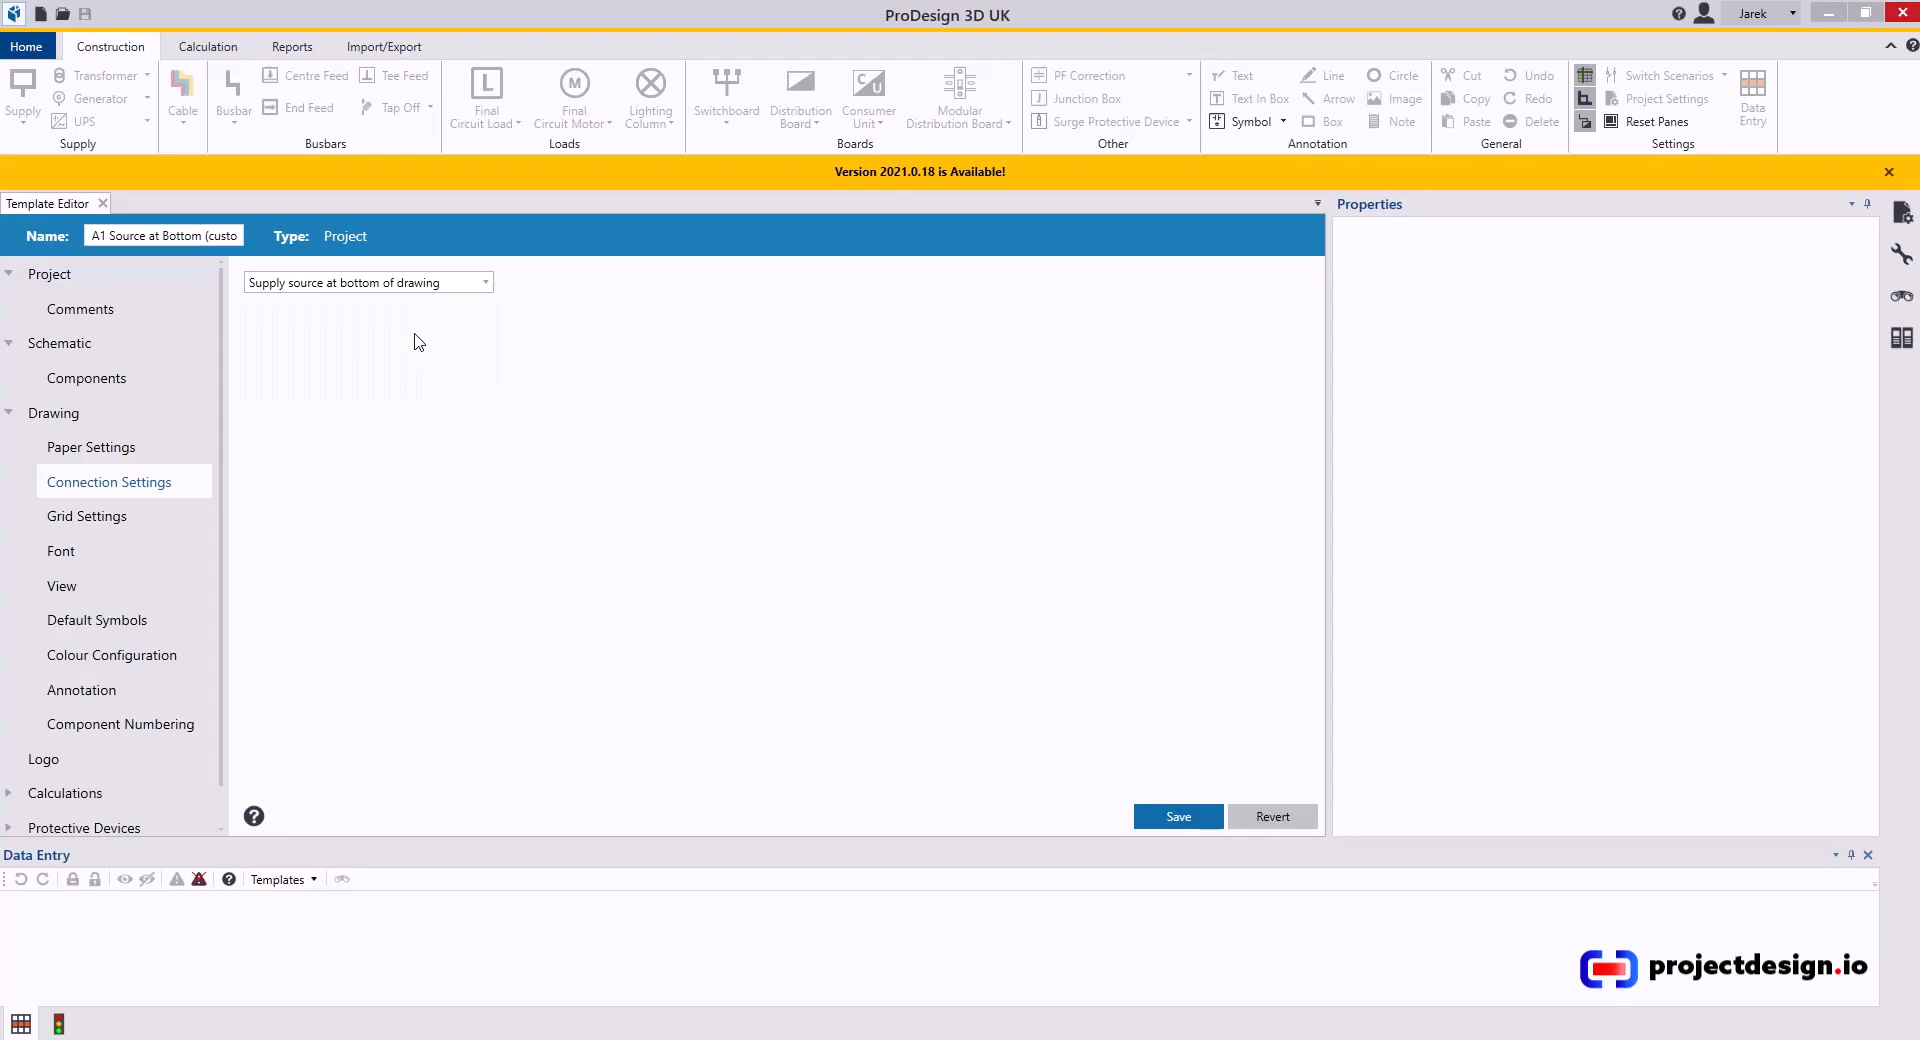 ProDesign 3D UK
Jarek
Home Construction Calculation Reports Import/Export
Supply Transformer Generator UPS
Supply
Cable
Busbar Centre Feed Tee Feed
End Feed Tap Off
Busbars
Final Circuit Load
Final Circuit Motor
Lighting Column
Loads
Switchboard
Distribution Board
Consumer Unit
Modular Distribution Board
Boards
PF Correction
Junction Box
Surge Protective Device
Other
Text Line Circle
Text In Box Arrow Image
Symbol Box Note
Annotation
Cut Undo
Copy Redo
Paste Delete
General
Switch Scenarios
Project Settings
Reset Panes
Data Entry
Settings
Version 2021.0.18 is Available!
Template Editor
Name: A1 Source at Bottom (custo Type: Project
Project
Comments
Schematic
Components
Drawing
Paper Settings
Connection Settings
Grid Settings
Font
View
Default Symbols
Colour Configuration
Annotation
Component Numbering
Logo
Calculations
Protective Devices
Supply source at bottom of drawing
Save Revert
Properties
Data Entry
Templates
projectdesign.io